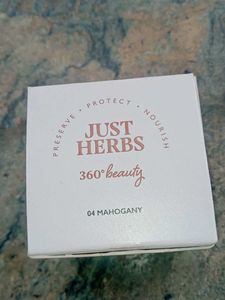 PRESERVE • PROTECT • NOURISH
JUST
HERBS
360° beauty
04 MAHOGANY